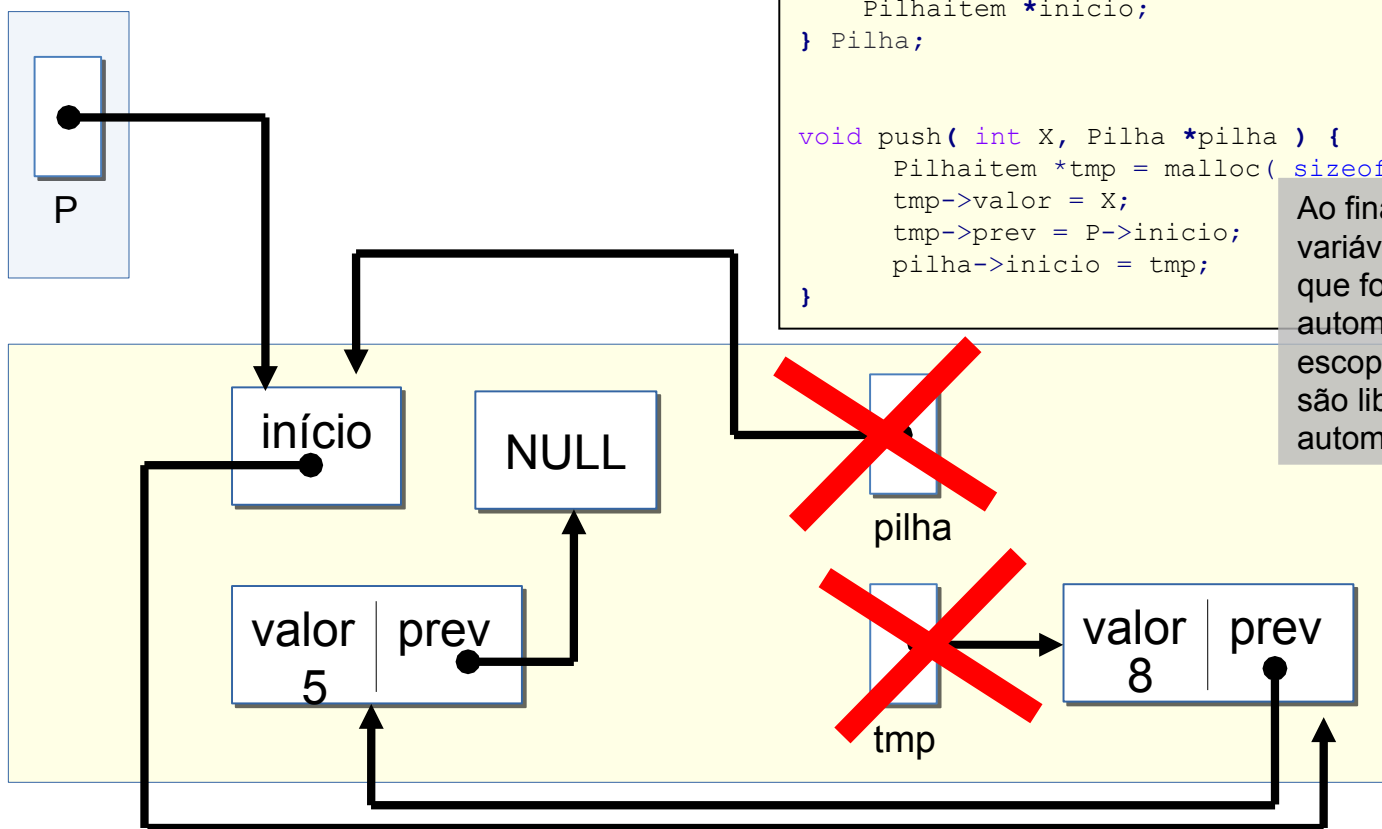 Pilhaitem *inicio;
} Pilha;
void push( int X, Pilha *pilha ) {
Pilhaitem *tmp = malloc( sizeof
tmp->valor = X;
tmp->prev = P->inicio;
pilha->inicio = tmp;
}
Ao fina
variáv
que fo
autom
escop
são lib
autom
P
início
NULL
pilha
valor prev
5
valor prev
8
tmp